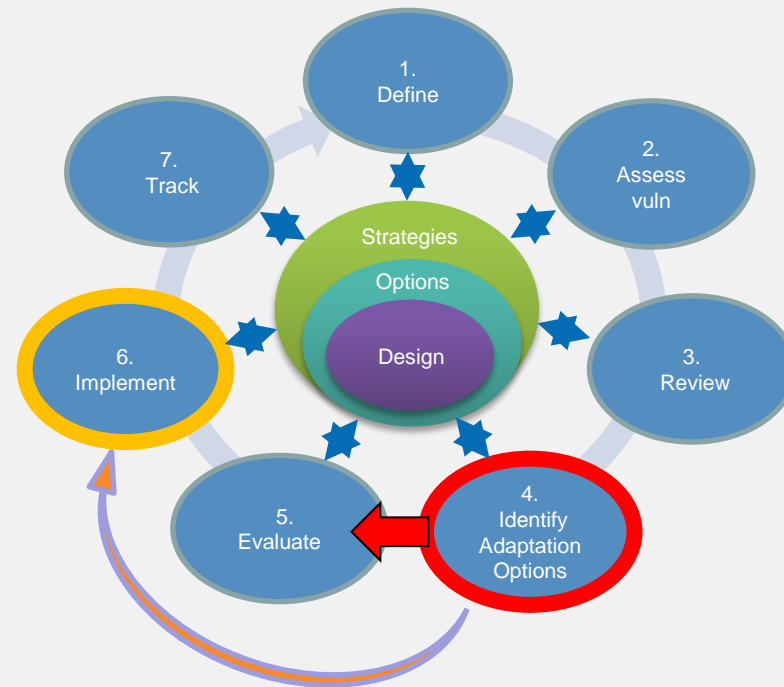 1.
Define
2.
Assess
vuln
3.
Review
4.
Identify
Adaptation
Options
5.
Evaluate
6.
Implement
7.
Track
Strategies
Options
Design